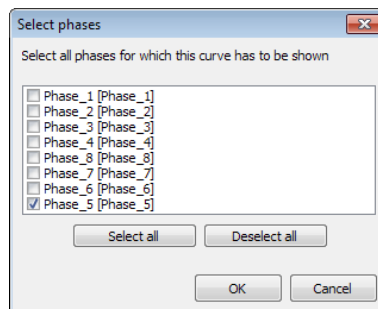 Select phases
Select all phases for which this curve has to be shown
Phase_1 [Phase_1]
Phase_2 [Phase_2]
Phase_3 [Phase_3]
Phase_4 [Phase_4]
Phase_8 [Phase_8]
Phase_7 [Phase_7]
Phase_6 [Phase_6]
Phase_5 [Phase_5]
Select all Deselect all
OK Cancel